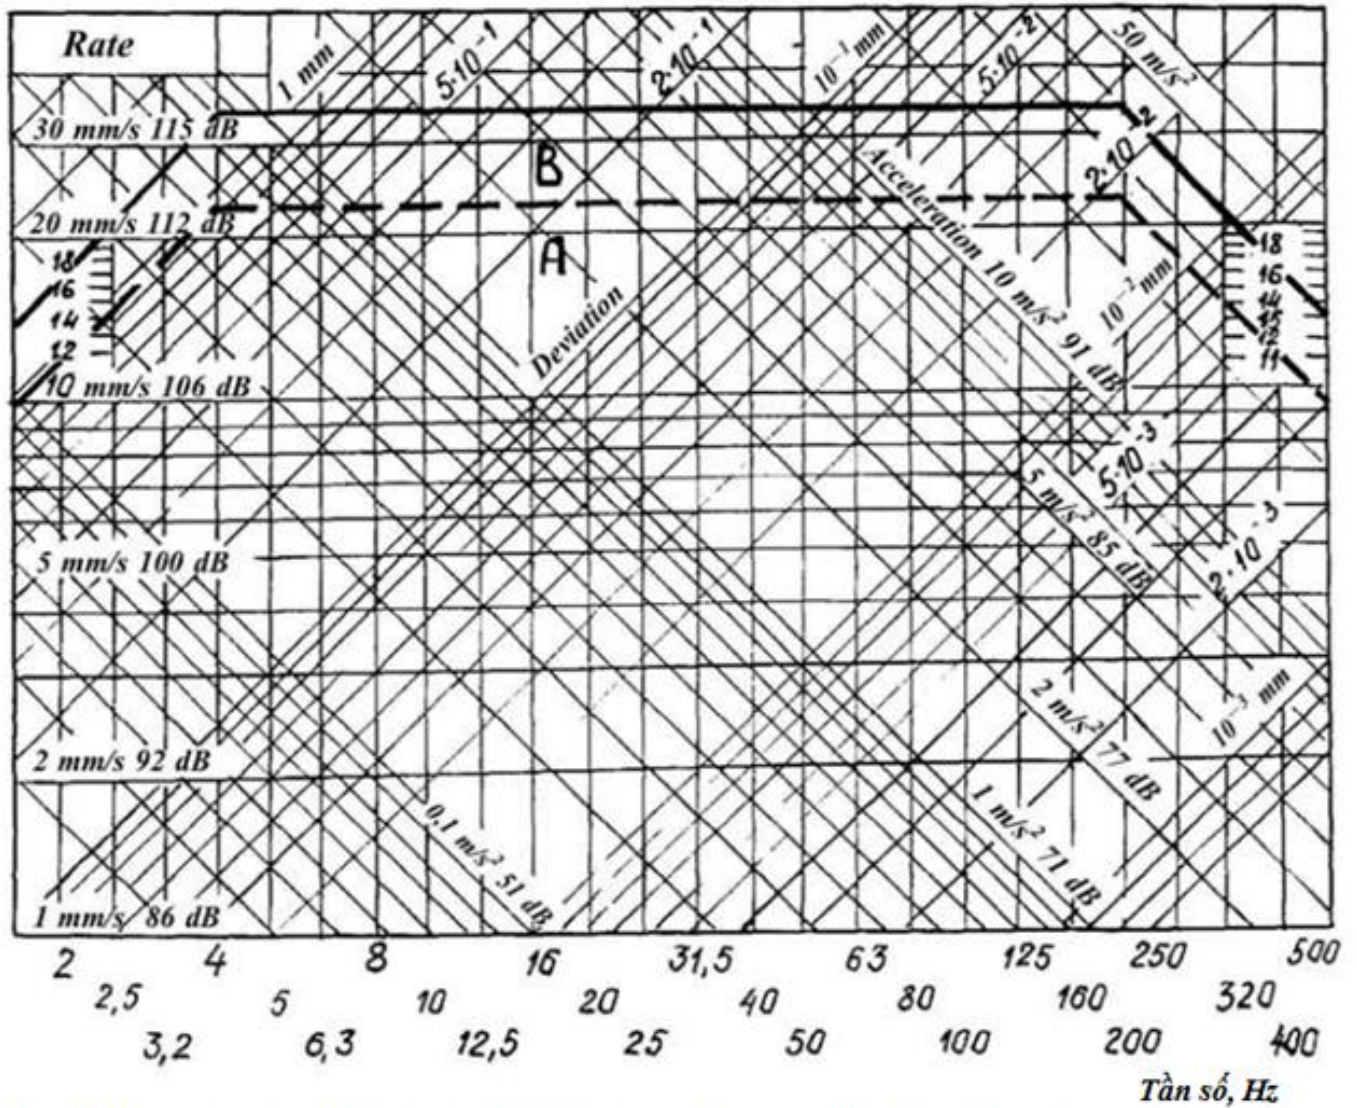 Rate
1 mm
5·10⁻¹
2·10⁻¹
10⁻¹ mm
5·10⁻²
50 m/s²
30 mm/s 115 dB
B
2·10⁻²
Acceleration 10 m/s² 91 dB
20 mm/s 112 dB
A
18
16
14
12
10 mm/s 106 dB
Deviation
10⁻² mm
18
16
14
12
11
5·10⁻³
5 m/s² 85 dB
2·10⁻³
5 mm/s 100 dB
10⁻³ mm
2 m/s² 77 dB
2 mm/s 92 dB
0,1 m/s² 51 dB
1 m/s² 71 dB
1 mm/s 86 dB
2 4 8 16 31,5 63 125 250 500
2,5 5 10 20 40 80 160 320
3,2 6,3 12,5 25 50 100 200 400
Tần số, Hz